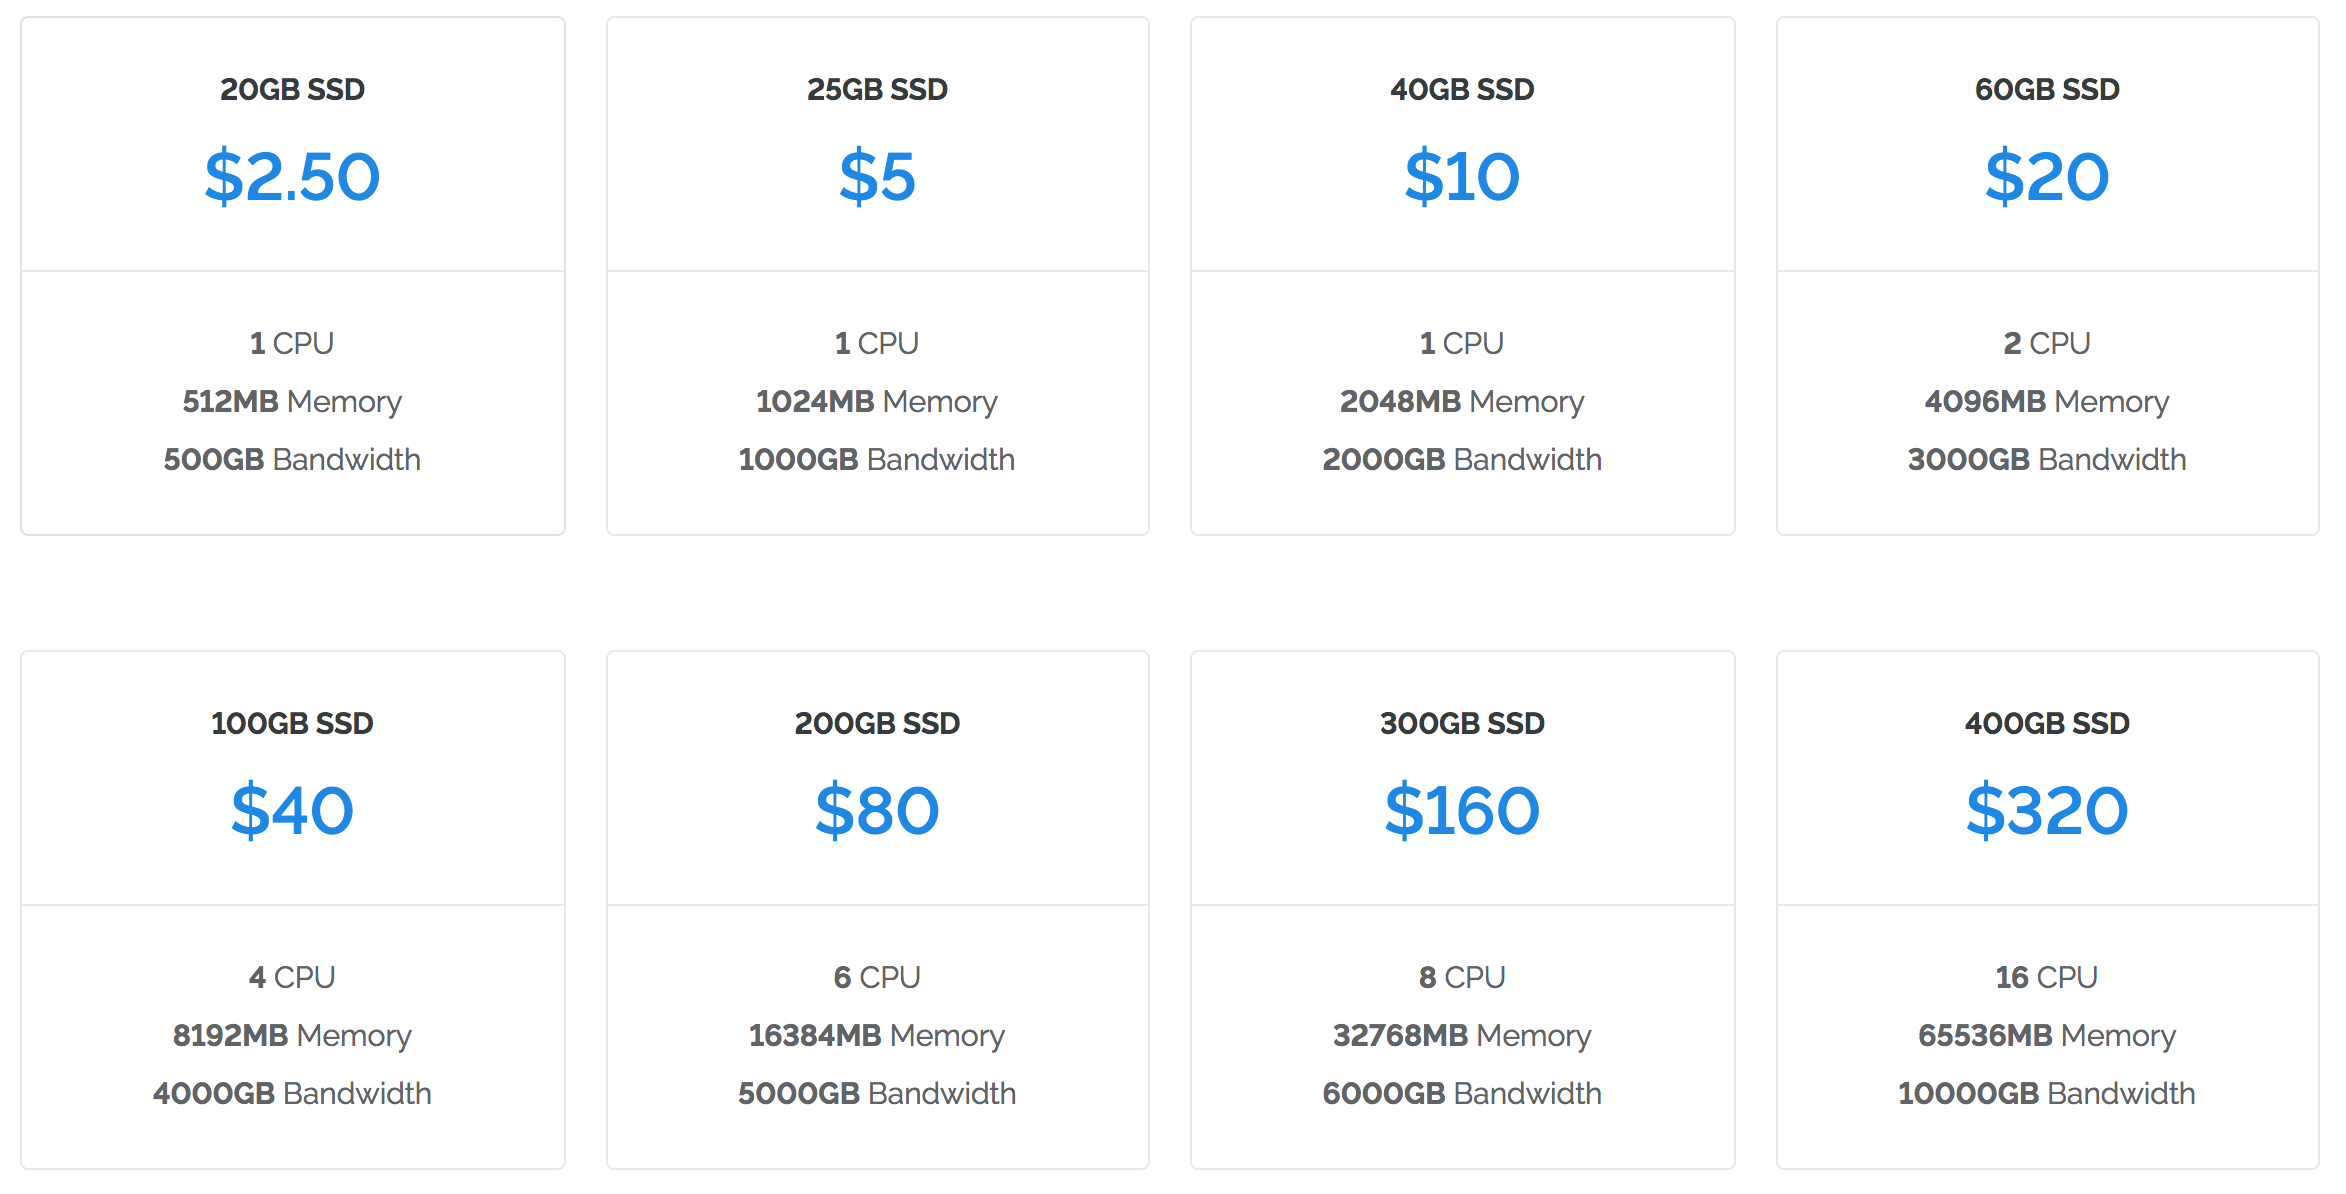 20GB SSD
$2.50
1 CPU
512MB Memory
500GB Bandwidth
25GB SSD
$5
1 CPU
1024MB Memory
1000GB Bandwidth
40GB SSD
$10
1 CPU
2048MB Memory
2000GB Bandwidth
60GB SSD
$20
2 CPU
4096MB Memory
3000GB Bandwidth
100GB SSD
$40
4 CPU
8192MB Memory
4000GB Bandwidth
200GB SSD
$80
6 CPU
16384MB Memory
5000GB Bandwidth
300GB SSD
$160
8 CPU
32768MB Memory
6000GB Bandwidth
400GB SSD
$320
16 CPU
65536MB Memory
10000GB Bandwidth